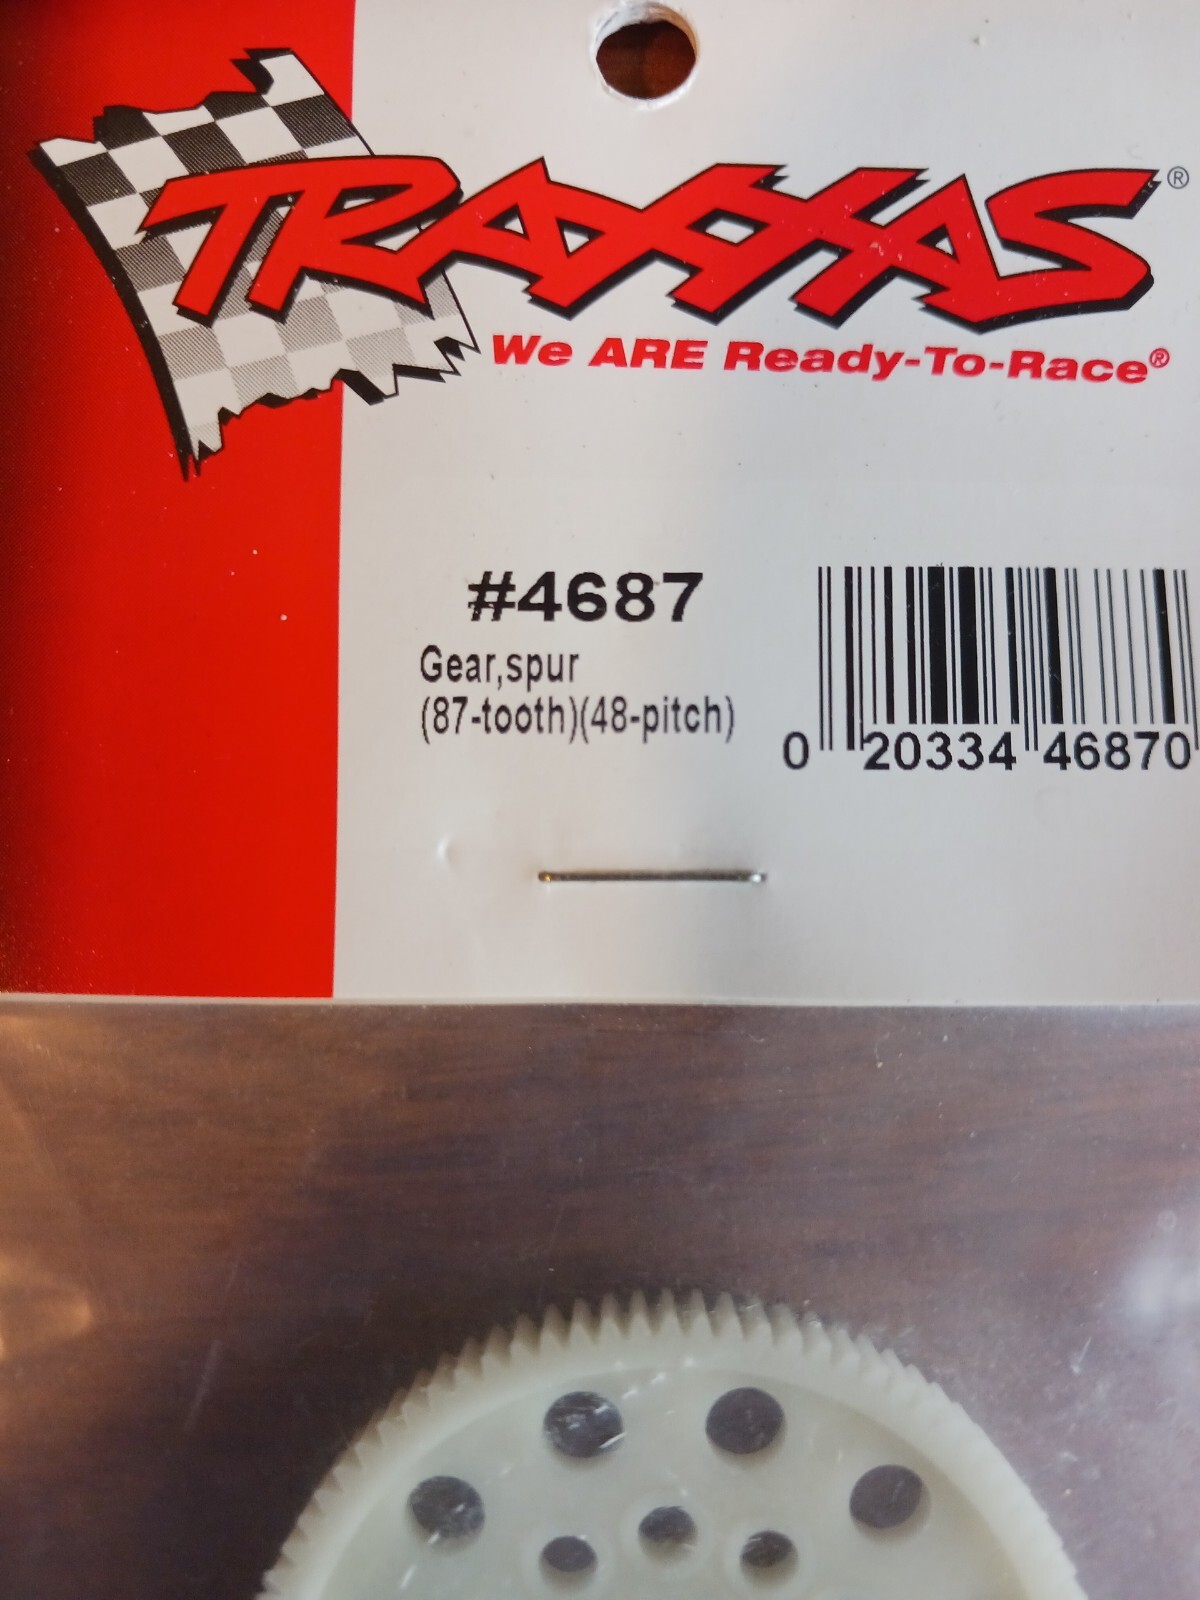 TRAXXAS®
We ARE Ready-To-Race®
#4687
Gear,spur
(87-tooth)(48-pitch)
0 20334 46870